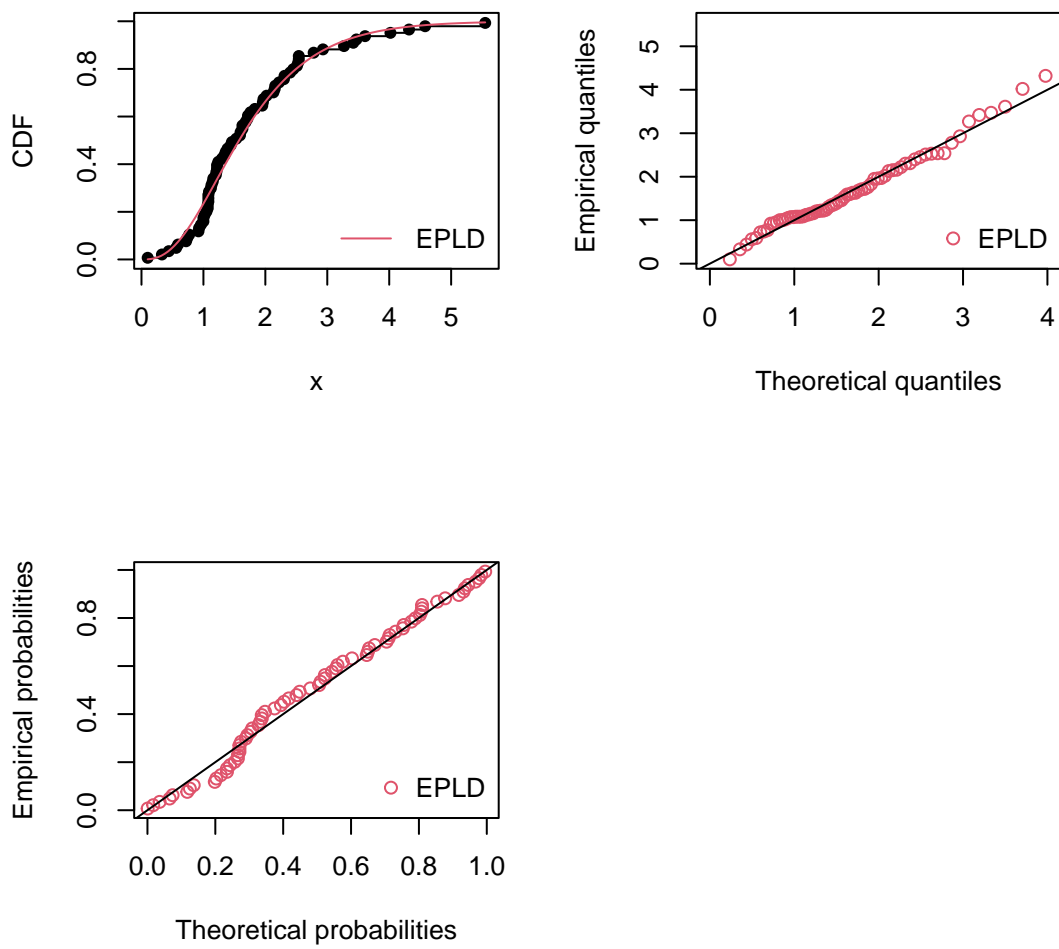 CDF
0.0 0.4 0.8
EPLD
0 1 2 3 4 5
x
Empirical quantiles
0 1 2 3 4 5
EPLD
0 1 2 3 4
Theoretical quantiles
Empirical probabilities
0.0 0.4 0.8
EPLD
0.0 0.2 0.4 0.6 0.8 1.0
Theoretical probabilities